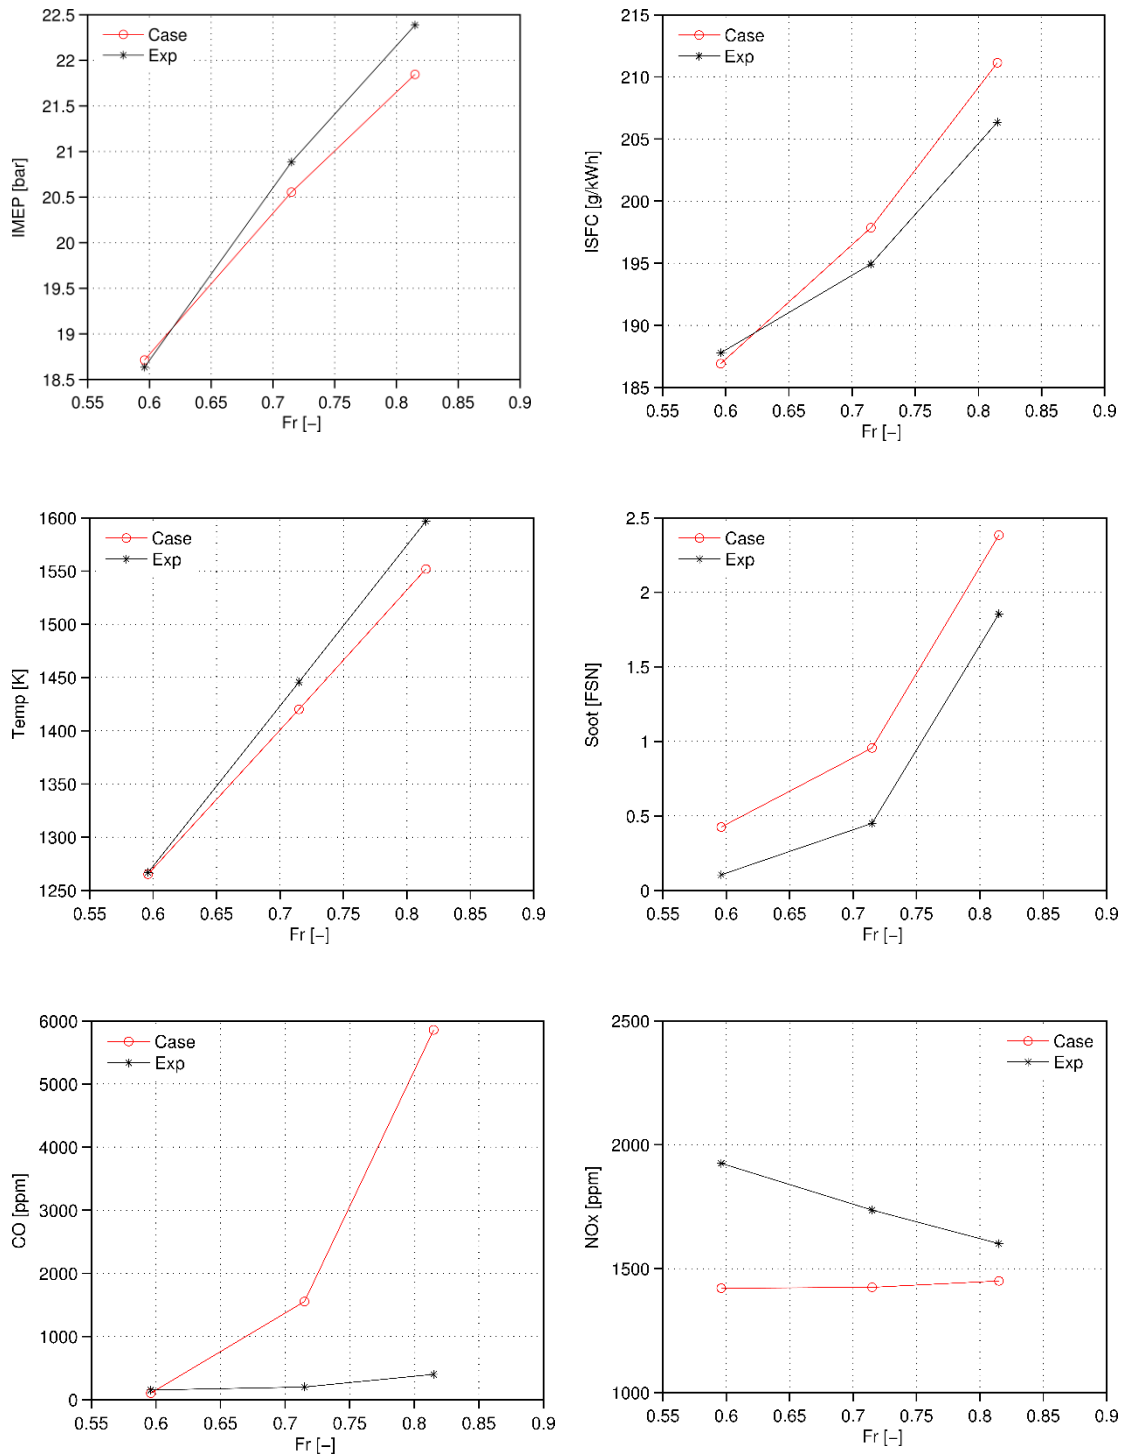 22.5
22
21.5
21
20.5
20
19.5
19
18.5
IMEP [bar]
Case
Exp
0.55 0.6 0.65 0.7 0.75 0.8 0.85 0.9
Fr [−]
215
210
205
200
195
190
185
ISFC [g/kWh]
Case
Exp
0.55 0.6 0.65 0.7 0.75 0.8 0.85 0.9
Fr [−]
1600
1550
1500
1450
1400
1350
1300
1250
Temp [K]
Case
Exp
0.55 0.6 0.65 0.7 0.75 0.8 0.85 0.9
Fr [−]
2.5
2
1.5
1
0.5
0
Soot [FSN]
Case
Exp
0.55 0.6 0.65 0.7 0.75 0.8 0.85 0.9
Fr [−]
6000
5000
4000
3000
2000
1000
0
CO [ppm]
Case
Exp
0.55 0.6 0.65 0.7 0.75 0.8 0.85 0.9
Fr [−]
2500
2000
1500
1000
NOx [ppm]
Case
Exp
0.55 0.6 0.65 0.7 0.75 0.8 0.85 0.9
Fr [−]